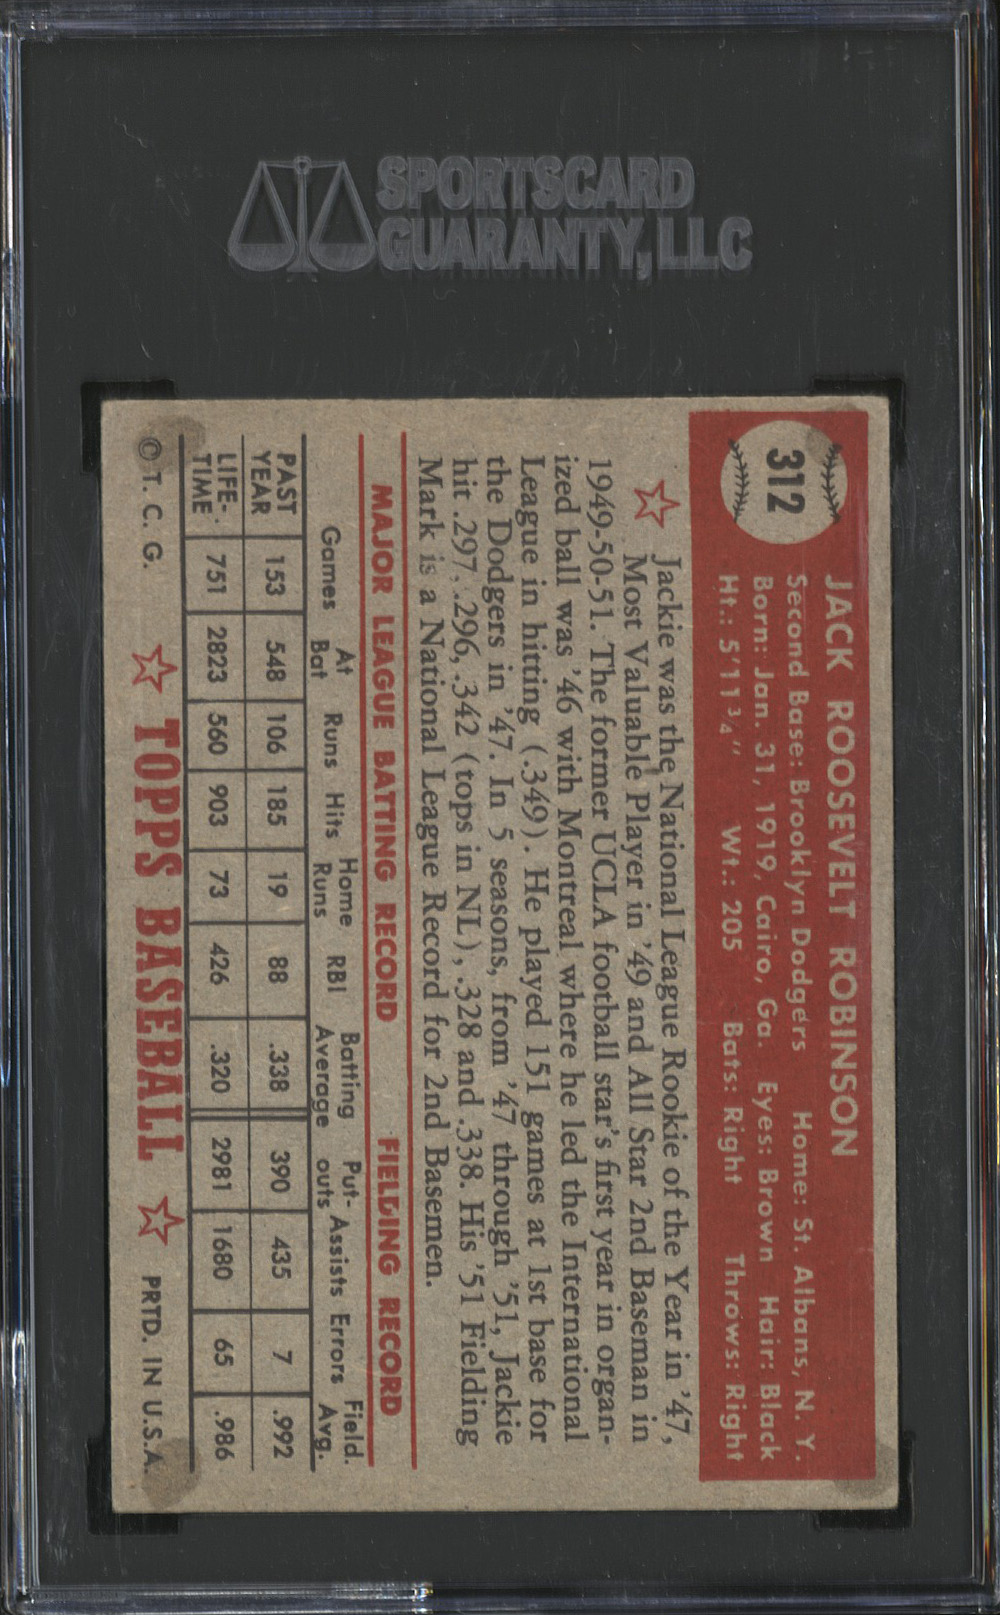 SPORTSCARD
GUARANTY, LLC
312
JACK ROOSEVELT ROBINSON
Second Base: Brooklyn Dodgers Home: St. Albans, N. Y.
Born: Jan. 31, 1919, Cairo, Ga. Eyes: Brown Hair: Black
Ht.: 5'11¾" Wt.: 205 Bats: Right Throws: Right
Jackie was the National League Rookie of the Year in '47,
Most Valuable Player in '49 and All Star 2nd Baseman in
1949-50-51. The former UCLA football star's first year in organ-
ized ball was '46 with Montreal where he led the International
League in hitting (.349). He played 151 games at 1st base for
the Dodgers in '47. In 5 seasons, from '47 through '51, Jackie
hit .297, .296, .342 (tops in NL), .328 and .338. His '51 Fielding
Mark is a National League Record for 2nd Basemen.
MAJOR LEAGUE BATTING RECORD FIELDING RECORD
Games At Bat Runs Hits Home Runs RBI Batting Average Put-outs Assists Errors Field. Avg.
PAST YEAR 153 548 106 185 19 88 .338 390 435 7 .992
LIFE-TIME 751 2823 560 903 73 426 .320 2981 1680 65 .986
© T. C. G. TOPPS BASEBALL PRTD. IN U.S.A.